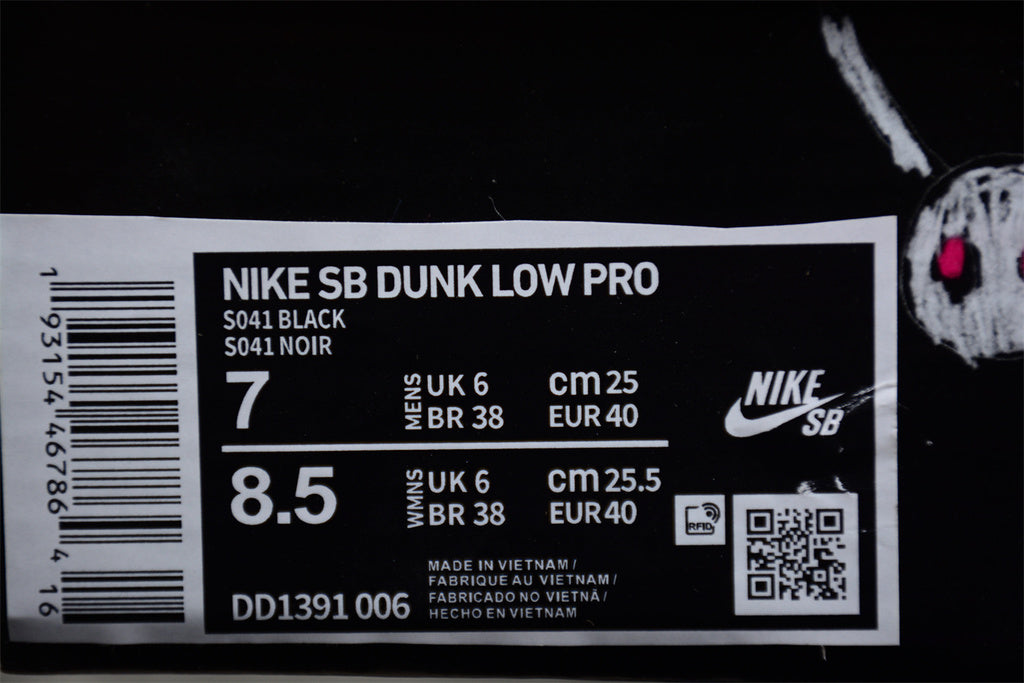 NIKE SB DUNK LOW PRO
S041 BLACK
S041 NOIR
7
MENS
UK 6
BR 38
cm 25
EUR 40
8.5
WMNS
UK 6
BR 38
cm 25.5
EUR 40
NIKE
SB
RFID
DD1391 006
MADE IN VIETNAM /
FABRIQUE AU VIETNAM /
FABRICADO NO VIETNÃ /
HECHO EN VIETNAM
1 93154 46786 4 16